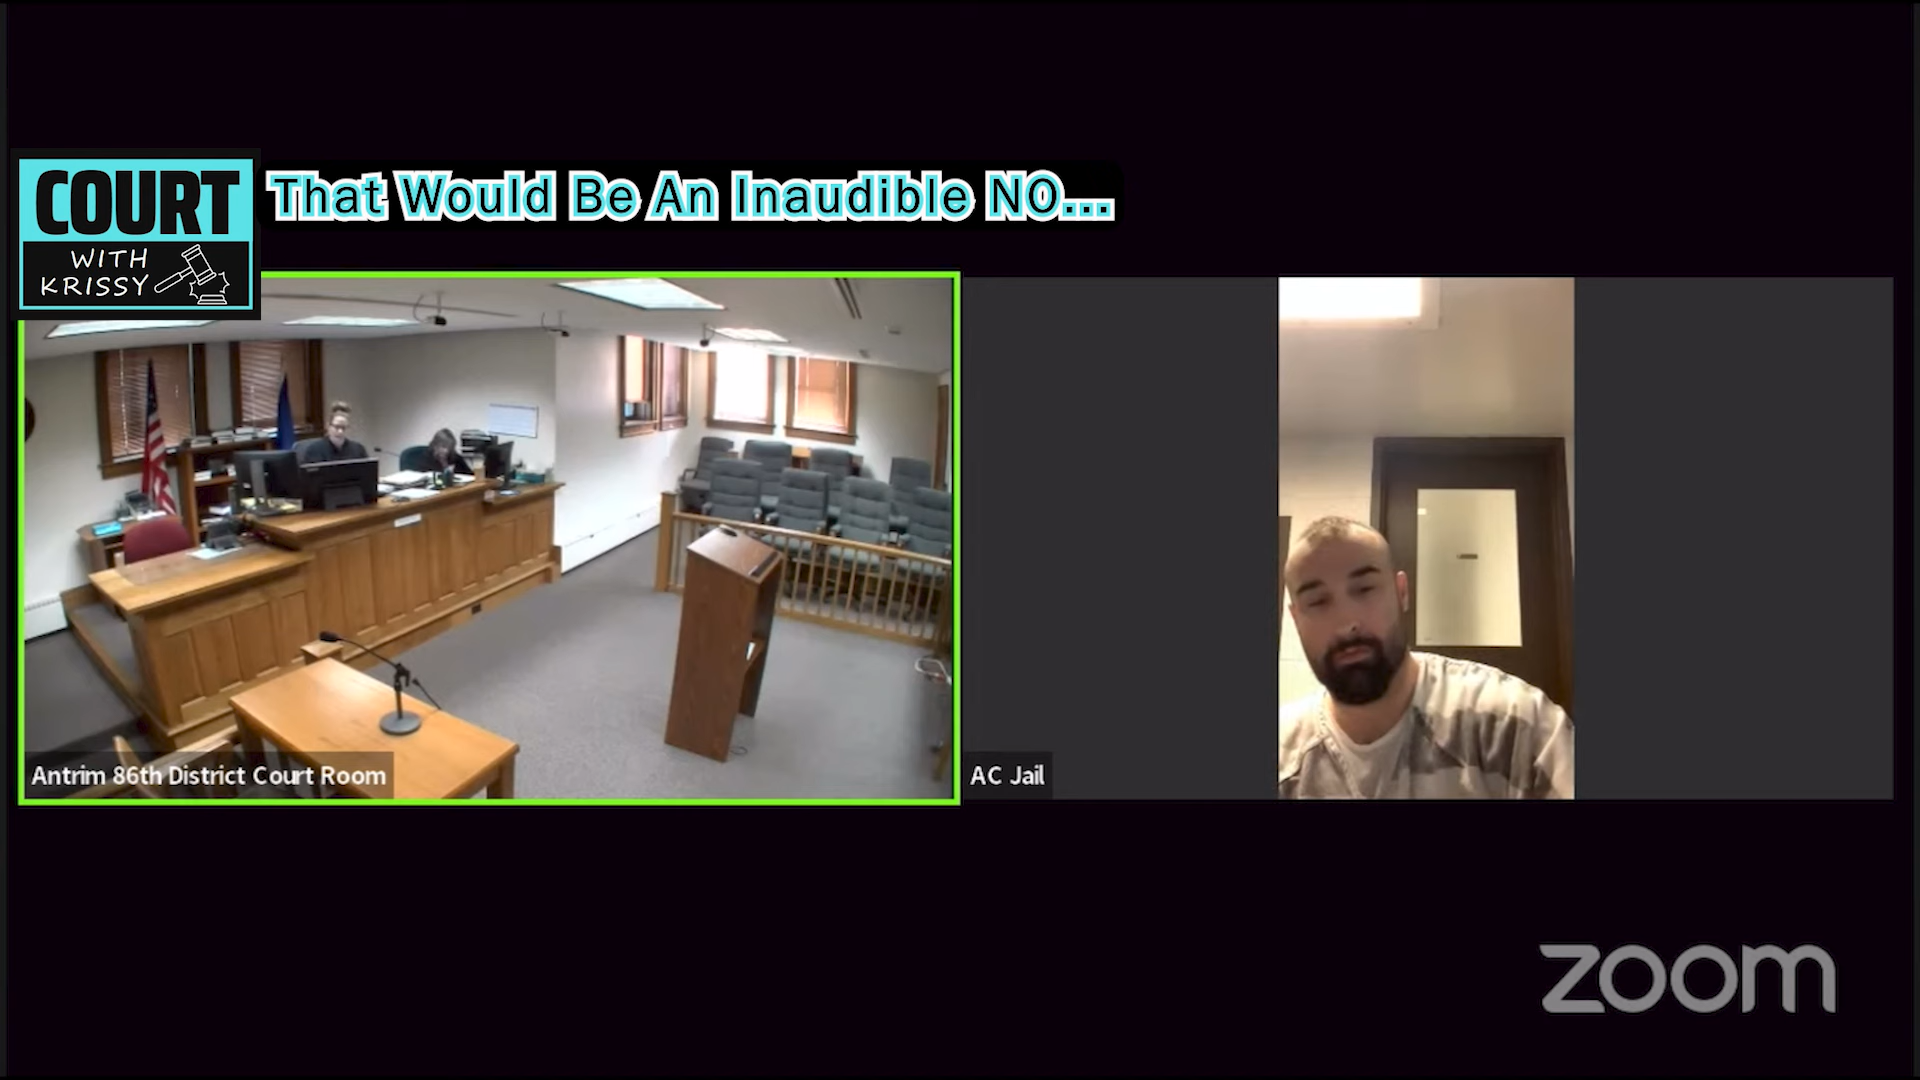 COURT
WITH
KRISSY
That Would Be An Inaudible NO...
Antrim 86th District Court Room
AC Jail
zoom